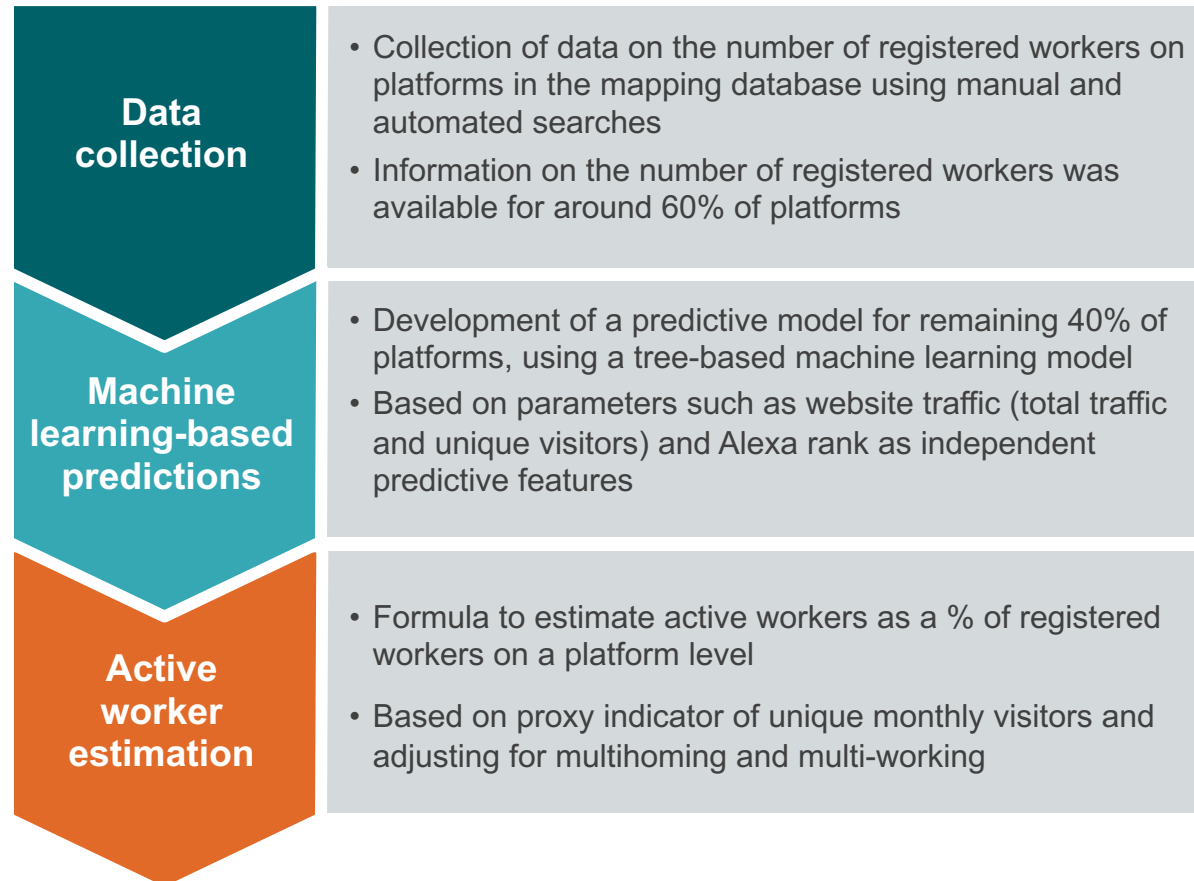 Data
collection
• Collection of data on the number of registered workers on
platforms in the mapping database using manual and
automated searches
• Information on the number of registered workers was
available for around 60% of platforms
Machine
learning-based
predictions
• Development of a predictive model for remaining 40% of
platforms, using a tree-based machine learning model
• Based on parameters such as website traffic (total traffic
and unique visitors) and Alexa rank as independent
predictive features
Active
worker
estimation
• Formula to estimate active workers as a % of registered
workers on a platform level
• Based on proxy indicator of unique monthly visitors and
adjusting for multihoming and multi-working